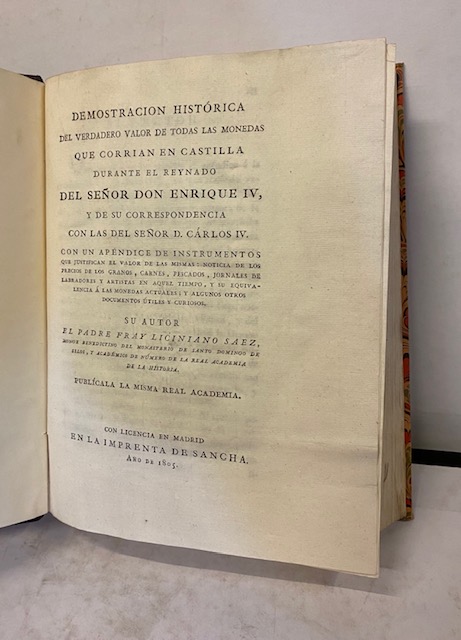 DEMOSTRACION HISTÓRICA
DEL VERDADERO VALOR DE TODAS LAS MONEDAS
QUE CORRIAN EN CASTILLA
DURANTE EL REYNADO
DEL SEÑOR DON ENRIQUE IV,
Y DE SU CORRESPONDENCIA
CON LAS DEL SEÑOR D. CÁRLOS IV.
CON UN APÉNDICE DE INSTRUMENTOS
QUE JUSTIFICAN EL VALOR DE LAS MISMAS: NOTICIA DE LOS
PRECIOS DE LOS GRANOS, CARNES, PESCADOS, JORNALES DE
LABRADORES Y ARTISTAS EN AQUEL TIEMPO, Y SU EQUIVA-
LENCIA Á LAS MONEDAS ACTUALES; Y ALGUNOS OTROS
DOCUMENTOS ÚTILES Y CURIOSOS.
SU AUTOR
EL PADRE FRAY LICINIANO SAEZ,
MONGE BENEDICTINO DEL MONASTERIO DE SANTO DOMINGO DE
SILOS, Y ACADÉMICO DE NÚMERO DE LA REAL ACADEMIA
DE LA HISTORIA.
PUBLÍCALA LA MISMA REAL ACADEMIA.
CON LICENCIA EN MADRID
EN LA IMPRENTA DE SANCHA.
AÑO DE 1805.